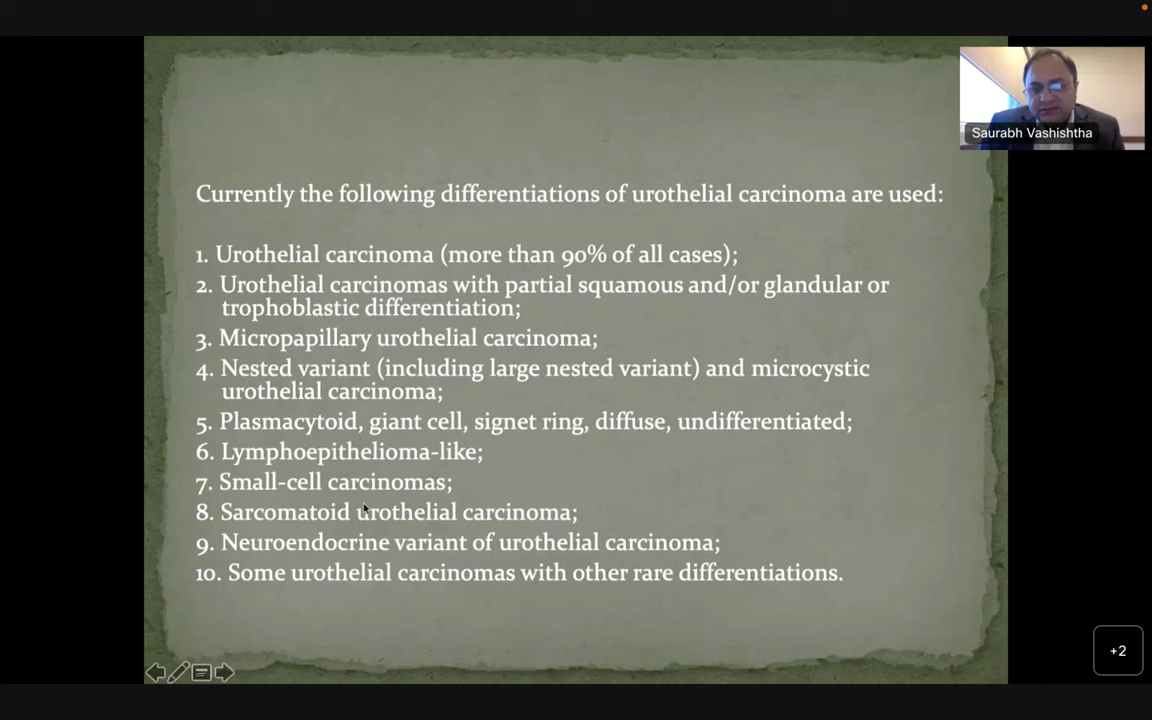 Saurabh Vashishtha
Currently the following differentiations of urothelial carcinoma are used:
1. Urothelial carcinoma (more than 90% of all cases);
2. Urothelial carcinomas with partial squamous and/or glandular or
trophoblastic differentiation;
3. Micropapillary urothelial carcinoma;
4. Nested variant (including large nested variant) and microcystic
urothelial carcinoma;
5. Plasmacytoid, giant cell, signet ring, diffuse, undifferentiated;
6. Lymphoepithelioma-like;
7. Small-cell carcinomas;
8. Sarcomatoid urothelial carcinoma;
9. Neuroendocrine variant of urothelial carcinoma;
10. Some urothelial carcinomas with other rare differentiations.
+2